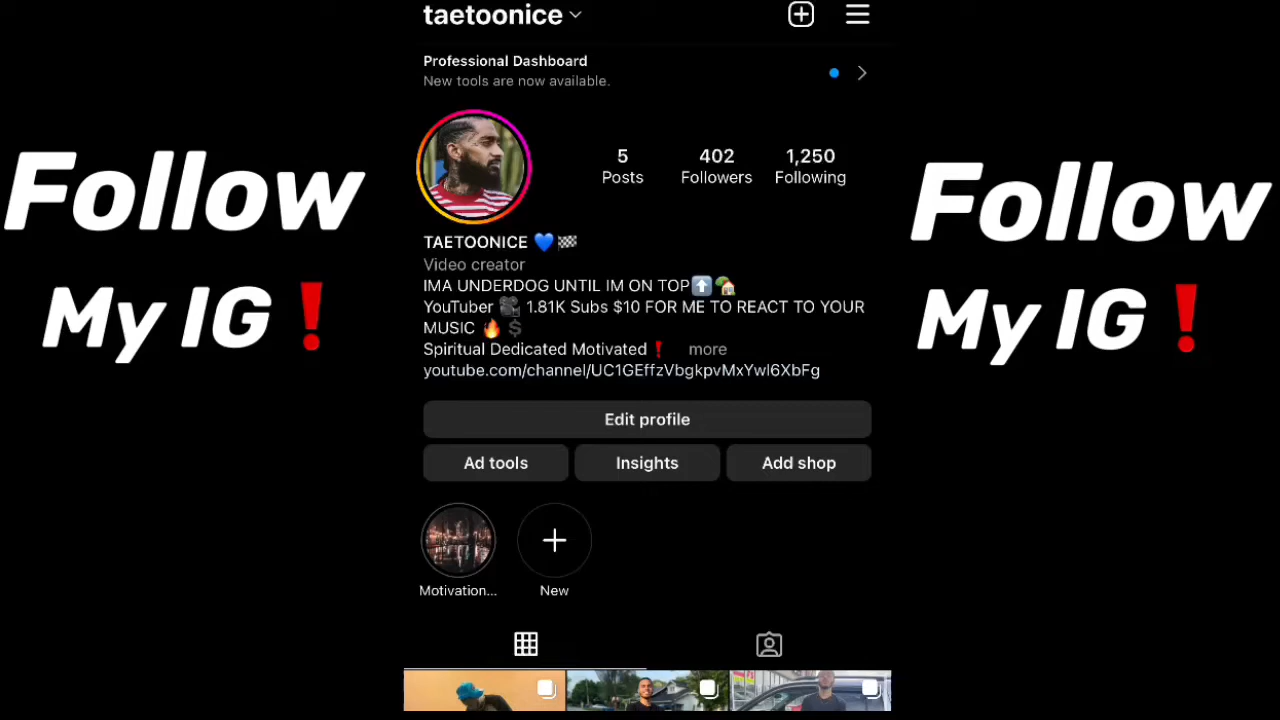 taetoonice
Professional Dashboard
New tools are now available.
Follow
My IG❗
5
Posts
402
Followers
1,250
Following
Follow
My IG❗
TAETOONICE 💙🏁
Video creator
IMA UNDERDOG UNTIL IM ON TOP⬆️🏡
YouTuber 🎥 1.81K Subs $10 FOR ME TO REACT TO YOUR
MUSIC 🔥💲
Spiritual Dedicated Motivated❗ more
youtube.com/channel/UC1GEffzVbgkpvMxYwl6XbFg
Edit profile
Ad tools
Insights
Add shop
Motivation...
New